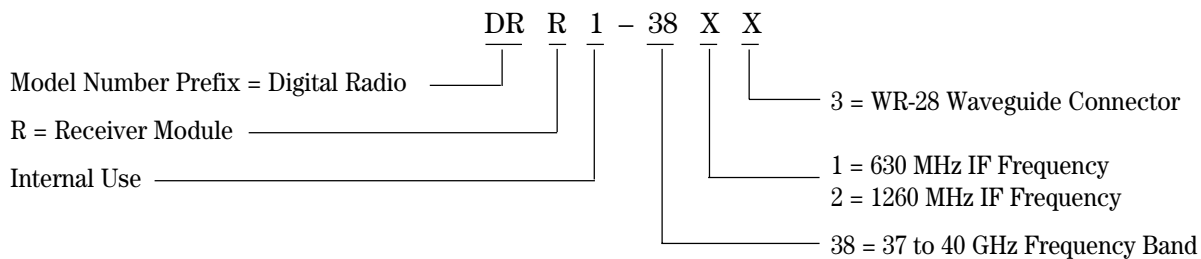 DR R 1 – 38 X X
Model Number Prefix = Digital Radio
R = Receiver Module
Internal Use
3 = WR-28 Waveguide Connector
1 = 630 MHz IF Frequency
2 = 1260 MHz IF Frequency
38 = 37 to 40 GHz Frequency Band